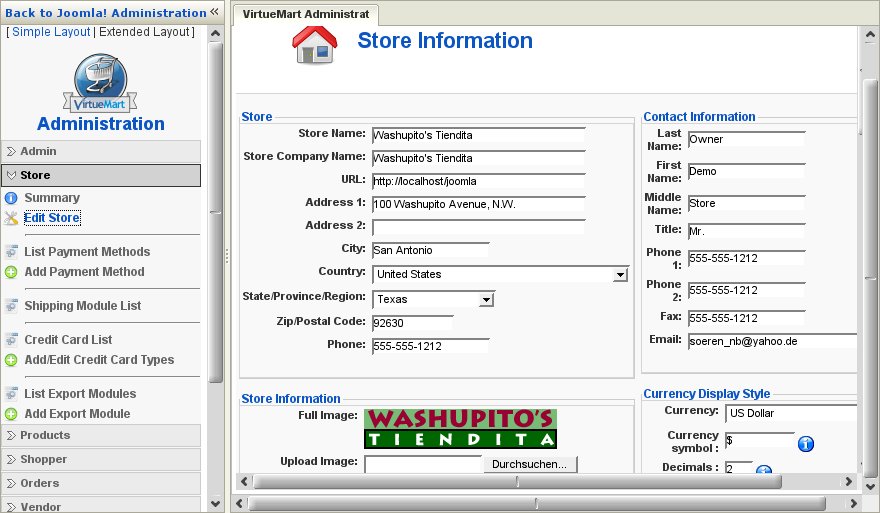 Back to Joomla! Administration «
[ Simple Layout | Extended Layout ]
VirtueMart
Administration
Admin
Store
Summary
Edit Store
List Payment Methods
Add Payment Method
Shipping Module List
Credit Card List
Add/Edit Credit Card Types
List Export Modules
Add Export Module
Products
Shopper
Orders
Vendor
VirtueMart Administrat
Store Information
Store
Store Name: Washupito's Tiendita
Store Company Name: Washupito's Tiendita
URL: http://localhost/joomla
Address 1: 100 Washupito Avenue, N.W.
Address 2:
City: San Antonio
Country: United States
State/Province/Region: Texas
Zip/Postal Code: 92630
Phone: 555-555-1212
Contact Information
Last Name: Owner
First Name: Demo
Middle Name: Store
Title: Mr.
Phone 1: 555-555-1212
Phone 2: 555-555-1212
Fax: 555-555-1212
Email: soeren_nb@yahoo.de
Store Information
Full Image:
WASHUPITO'S
TIENDITA
Upload Image: Durchsuchen...
Currency Display Style
Currency: US Dollar
Currency symbol : $
Decimals : 2